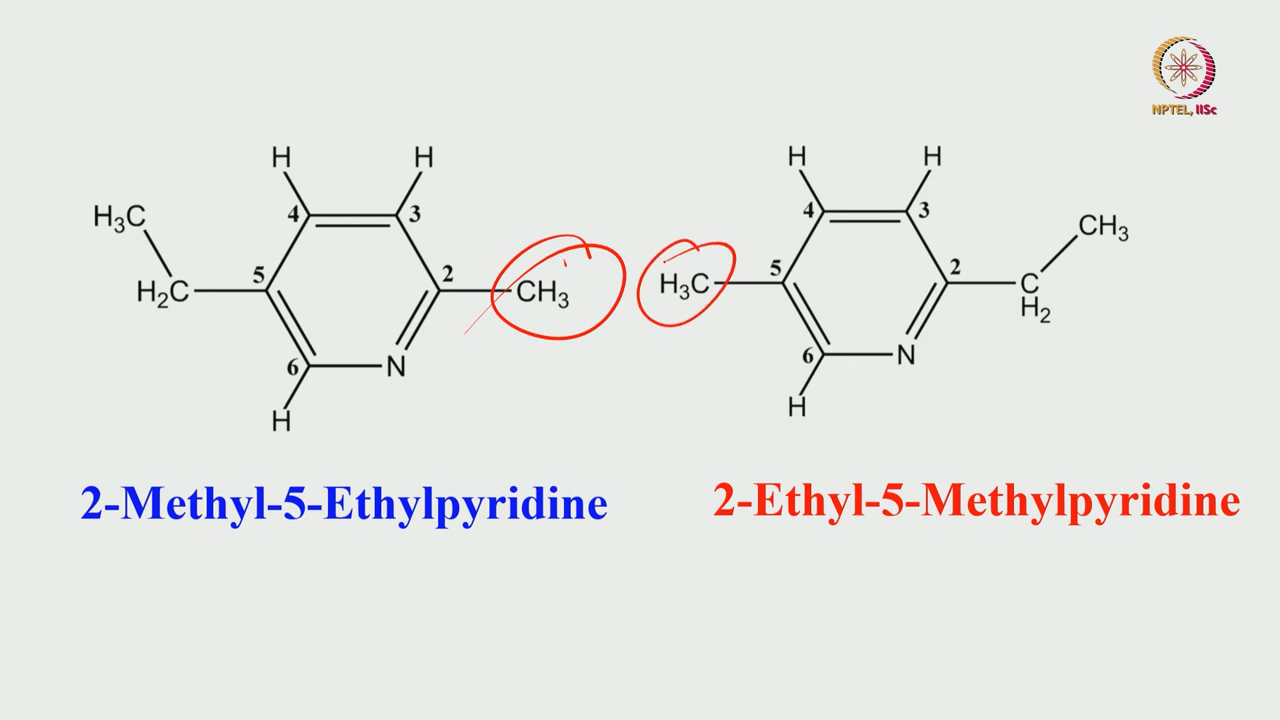 NPTEL, IISc
H H
4 3
H₃C
5 2
H₂C CH₃
6 N
H
H H
4 3
CH₃
5 2
H₃C C
H₂
6 N
H
2-Methyl-5-Ethylpyridine
2-Ethyl-5-Methylpyridine